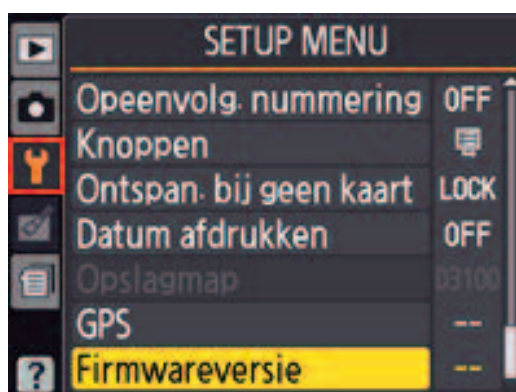 SETUP MENU
Opeenvolg. nummering OFF
Knoppen
Ontspan. bij geen kaart LOCK
Datum afdrukken OFF
Opslagmap D3100
GPS --
Firmwareversie --
?